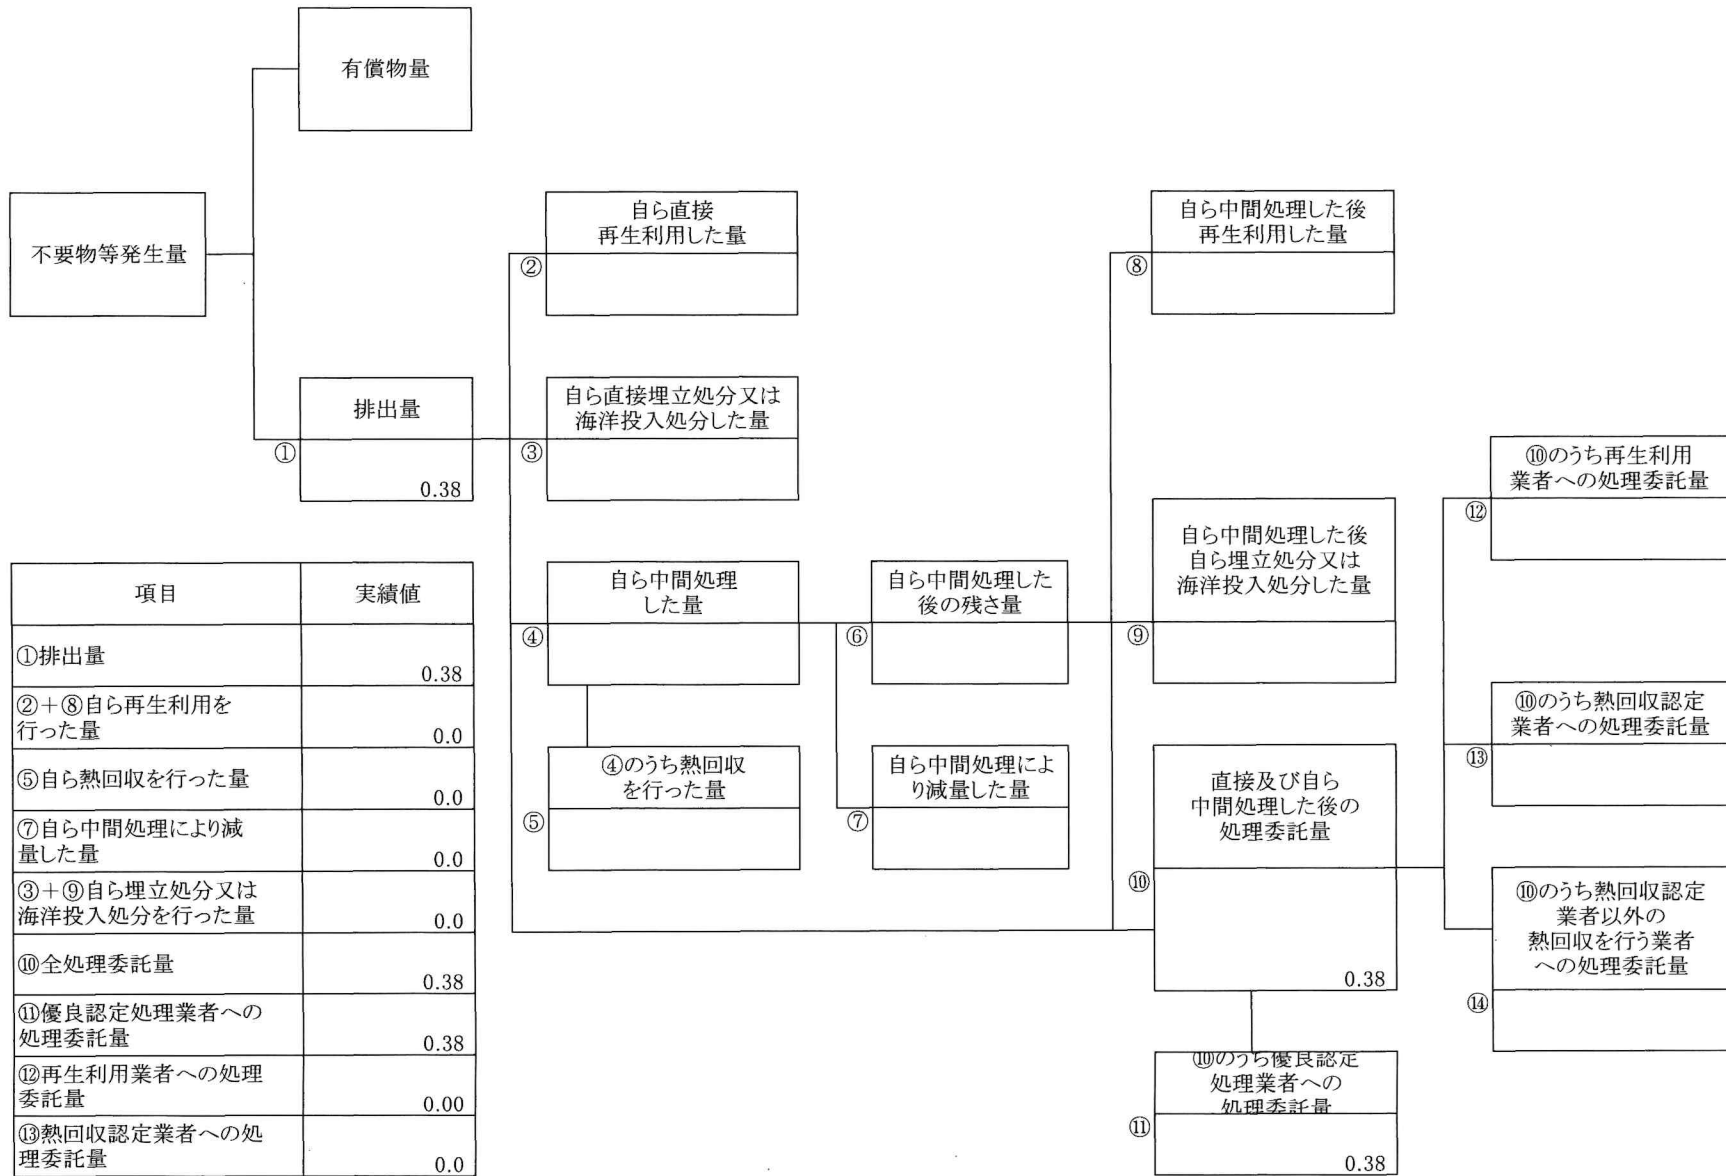 有償物量
不要物等発生量
排出量
①
0.38
自ら直接
再生利用した量
②
自ら直接埋立処分又は
海洋投入処分した量
③
自ら中間処理
した量
④
④のうち熱回収
を行った量
⑤
自ら中間処理した
後の残さ量
⑥
自ら中間処理によ
り減量した量
⑦
自ら中間処理した後
再生利用した量
⑧
自ら中間処理した後
自ら埋立処分又は
海洋投入処分した量
⑨
直接及び自ら
中間処理した後の
処理委託量
⑩
0.38
⑩のうち優良認定
処理業者への
処理委託量
⑪
0.38
⑩のうち再生利用
業者への処理委託量
⑫
⑩のうち熱回収認定
業者への処理委託量
⑬
⑩のうち熱回収認定
業者以外の
熱回収を行う業者
への処理委託量
⑭
項目 実績値
①排出量
0.38
②+⑧自ら再生利用を
行った量
0.0
⑤自ら熱回収を行った量
0.0
⑦自ら中間処理により減
量した量
0.0
③+⑨自ら埋立処分又は
海洋投入処分を行った量
0.0
⑩全処理委託量
0.38
⑪優良認定処理業者への
処理委託量
0.38
⑫再生利用業者への処理
委託量
0.00
⑬熱回収認定業者への処
理委託量
0.0